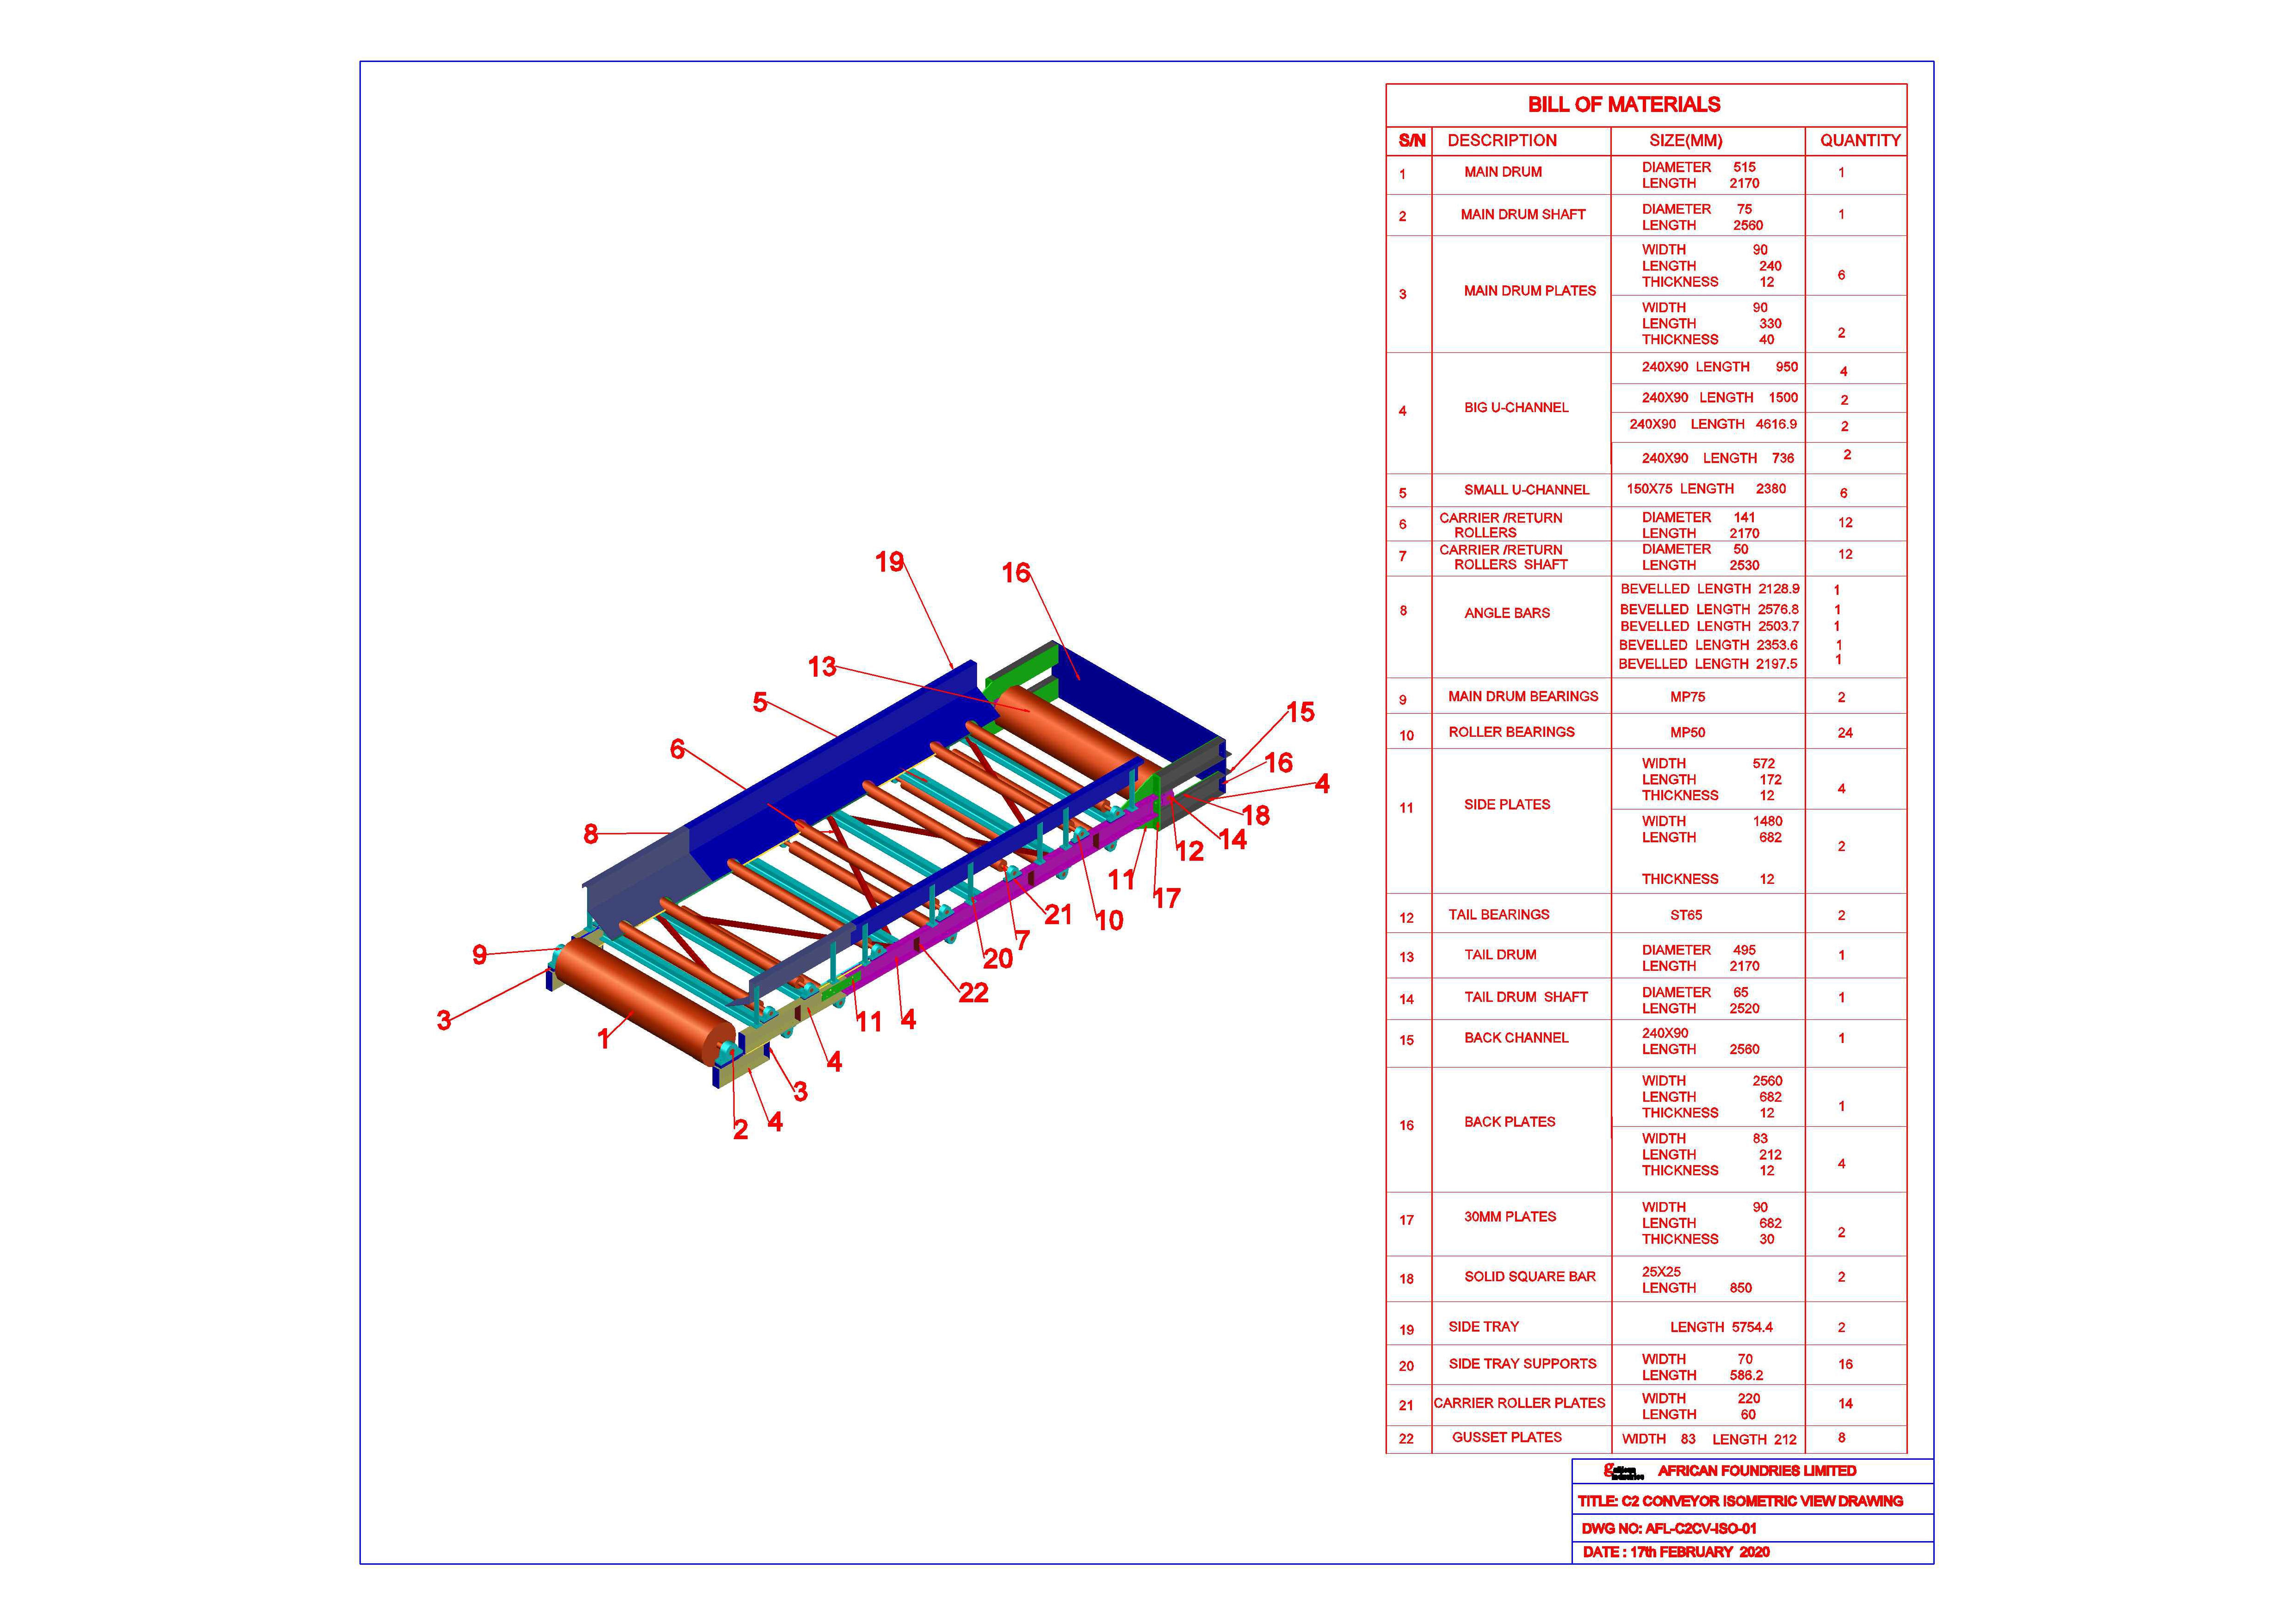 BILL OF MATERIALS
S/N DESCRIPTION SIZE(MM) QUANTITY
1 MAIN DRUM DIAMETER 515 1
LENGTH 2170
2 MAIN DRUM SHAFT DIAMETER 75 1
LENGTH 2560
3 MAIN DRUM PLATES
WIDTH 90
LENGTH 240 6
THICKNESS 12
WIDTH 90
LENGTH 330 2
THICKNESS 40
4 BIG U-CHANNEL
240X90 LENGTH 950 4
240X90 LENGTH 1500 2
240X90 LENGTH 4616.9 2
240X90 LENGTH 736 2
5 SMALL U-CHANNEL 150X75 LENGTH 2380 6
6 CARRIER /RETURN DIAMETER 141 12
ROLLERS LENGTH 2170
7 CARRIER /RETURN DIAMETER 50 12
ROLLERS SHAFT LENGTH 2530
8 ANGLE BARS
BEVELLED LENGTH 2128.9 1
BEVELLED LENGTH 2576.8 1
BEVELLED LENGTH 2503.7 1
BEVELLED LENGTH 2353.6 1
BEVELLED LENGTH 2197.5 1
9 MAIN DRUM BEARINGS MP75 2
10 ROLLER BEARINGS MP50 24
11 SIDE PLATES
WIDTH 572
LENGTH 172 4
THICKNESS 12
WIDTH 1480
LENGTH 682 2
THICKNESS 12
12 TAIL BEARINGS ST65 2
13 TAIL DRUM DIAMETER 495 1
LENGTH 2170
14 TAIL DRUM SHAFT DIAMETER 65 1
LENGTH 2520
15 BACK CHANNEL 240X90 1
LENGTH 2560
16 BACK PLATES
WIDTH 2560
LENGTH 682 1
THICKNESS 12
WIDTH 83
LENGTH 212 4
THICKNESS 12
17 30MM PLATES WIDTH 90
LENGTH 682 2
THICKNESS 30
18 SOLID SQUARE BAR 25X25 2
LENGTH 850
19 SIDE TRAY LENGTH 5754.4 2
20 SIDE TRAY SUPPORTS WIDTH 70 16
LENGTH 586.2
21 CARRIER ROLLER PLATES WIDTH 220 14
LENGTH 60
22 GUSSET PLATES WIDTH 83 LENGTH 212 8
19
16
13
5
15
6
16
4
18
8
14
12
11
17
21
10
7
9
20
22
3
11
4
1
4
3
4
2
AFRICAN FOUNDRIES LIMITED
TITLE: C2 CONVEYOR ISOMETRIC VIEW DRAWING
DWG NO: AFL-C2CV-ISO-01
DATE : 17th FEBRUARY 2020